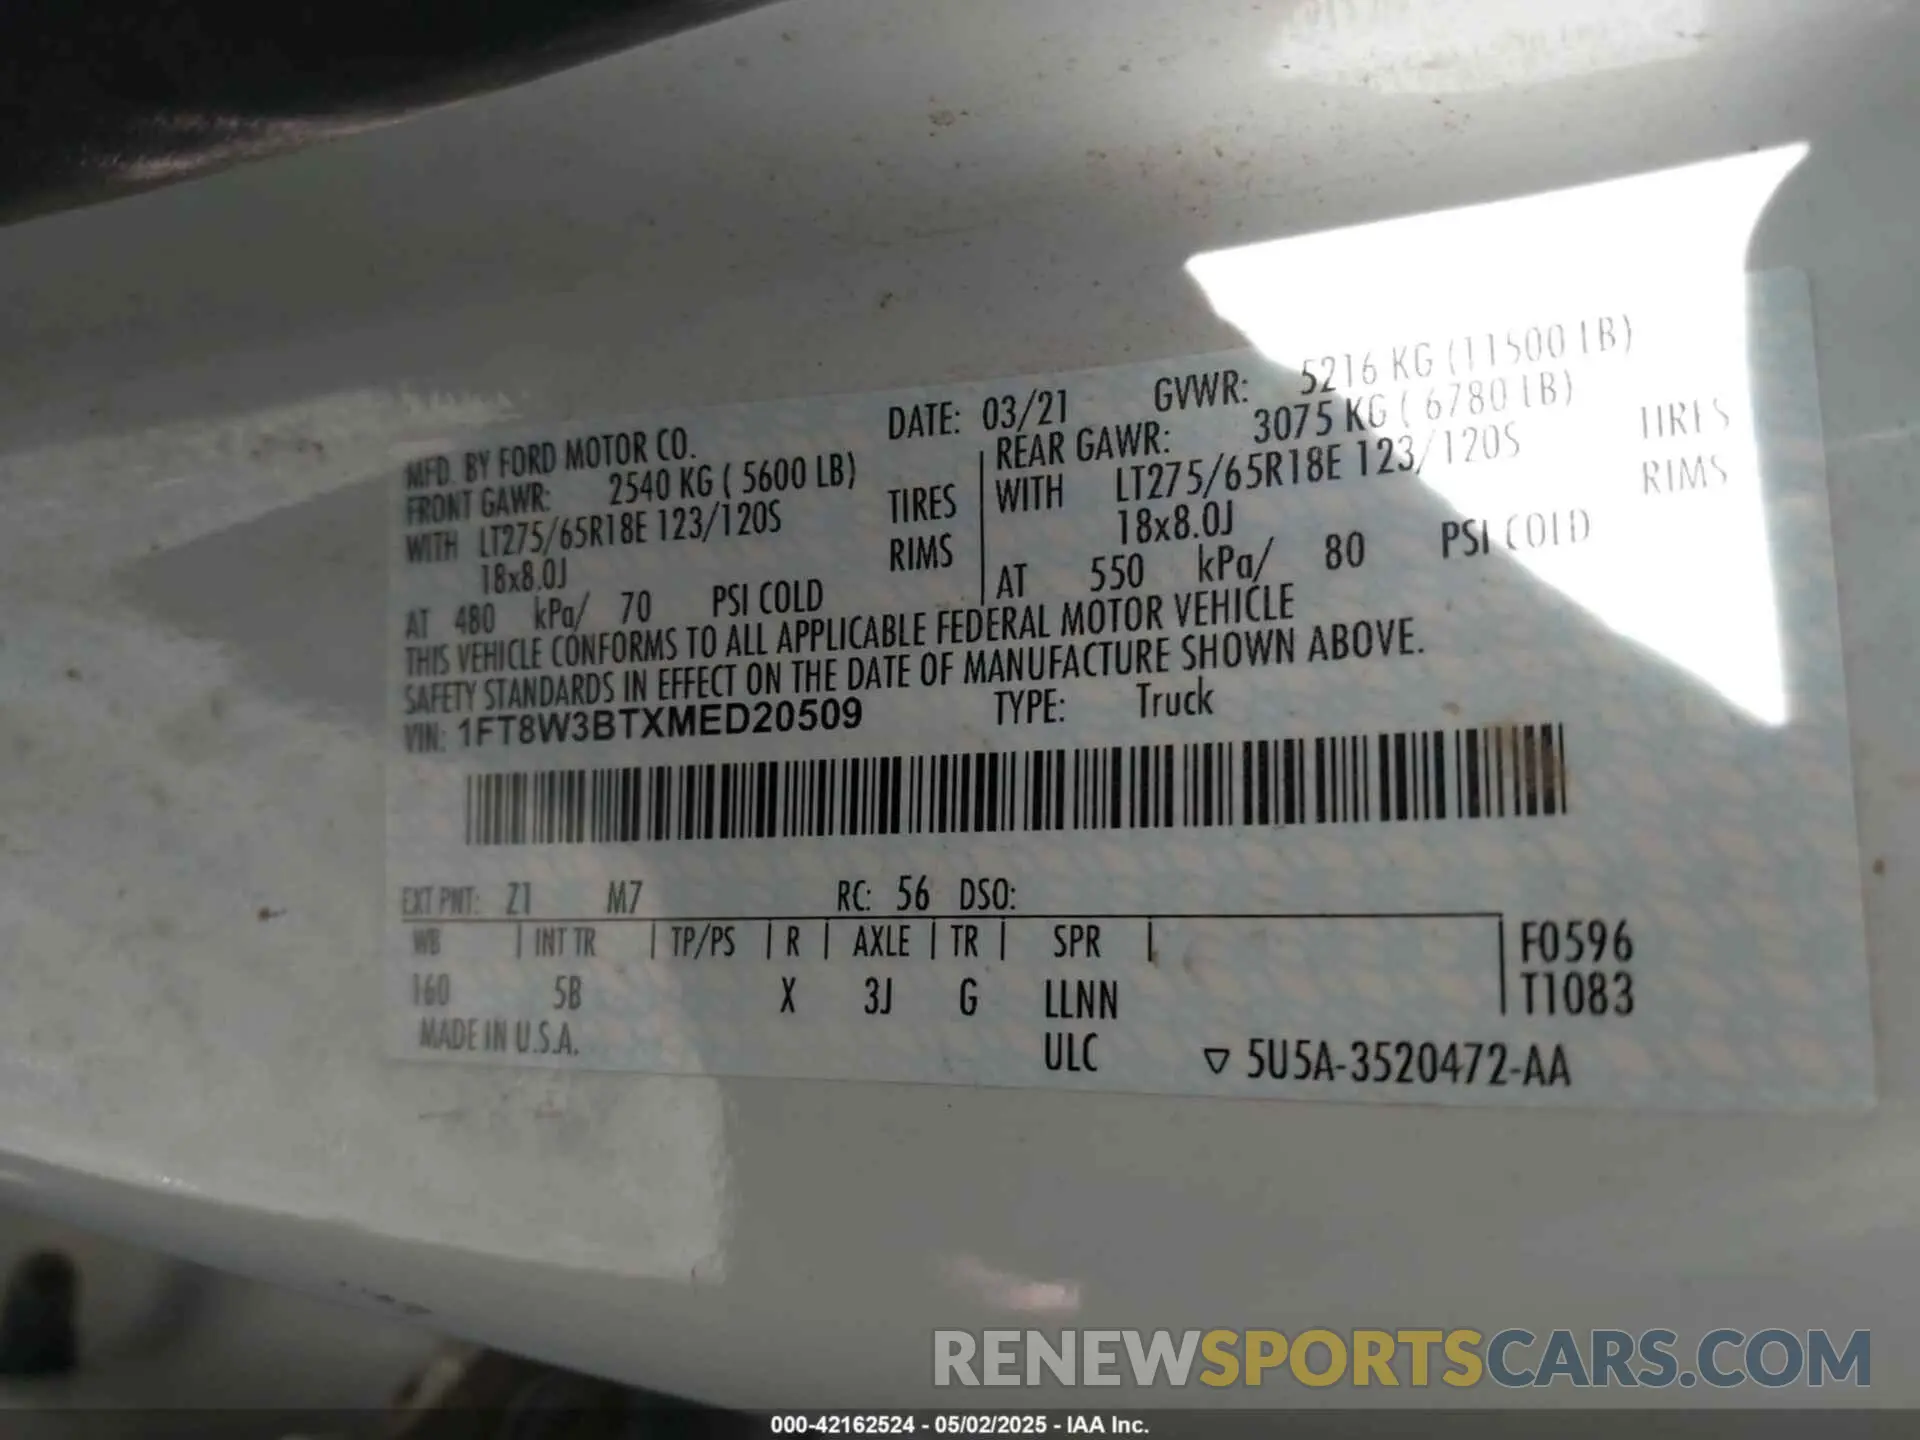 MFD. BY FORD MOTOR CO.
DATE: 03/21 GVWR: 5216 KG (11500 LB)
FRONT GAWR: 2540 KG ( 5600 LB)
REAR GAWR: 3075 KG ( 6780 LB)
WITH LT275/65R18E 123/120S TIRES
WITH LT275/65R18E 123/120S TIRES
18x8.0J RIMS
18x8.0J RIMS
AT 480 kPa/ 70 PSI COLD
AT 550 kPa/ 80 PSI COLD
THIS VEHICLE CONFORMS TO ALL APPLICABLE FEDERAL MOTOR VEHICLE
SAFETY STANDARDS IN EFFECT ON THE DATE OF MANUFACTURE SHOWN ABOVE.
VIN: 1FT8W3BTXMED20509 TYPE: Truck
EXT PNT: Z1 M7 RC: 56 DSO:
WB | INT TR | TP/PS | R | AXLE | TR | SPR | F0596
160 5B X 3J G LLNN T1083
MADE IN U.S.A. ULC ▽ 5U5A-3520472-AA
RENEWSPORTSCARS.COM
000-42162524 - 05/02/2025 - IAA Inc.